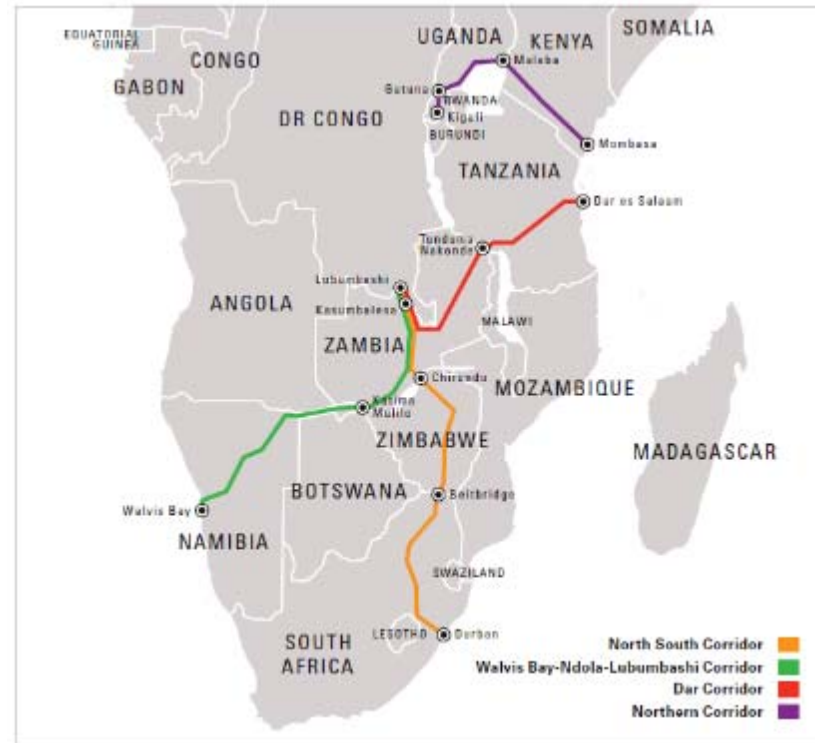 SOMALIA
UGANDA
KENYA
EQUATORIAL
GUINEA
CONGO
GABON
Malaba
Gatuna
RWANDA
Kigali
DR CONGO
BURUNDI
Mombasa
TANZANIA
Dar es Salaam
Tunduma
Nakonde
Lubumbashi
Kasumbalesa
ANGOLA
MALAWI
ZAMBIA
Chirundu
MOZAMBIQUE
Katima
Mulilo
ZIMBABWE
MADAGASCAR
BOTSWANA
Beitbridge
Walvis Bay
NAMIBIA
SWAZILAND
LESOTHO
Durban
SOUTH
AFRICA
North South Corridor
Walvis Bay-Ndola-Lubumbashi Corridor
Dar Corridor
Northern Corridor